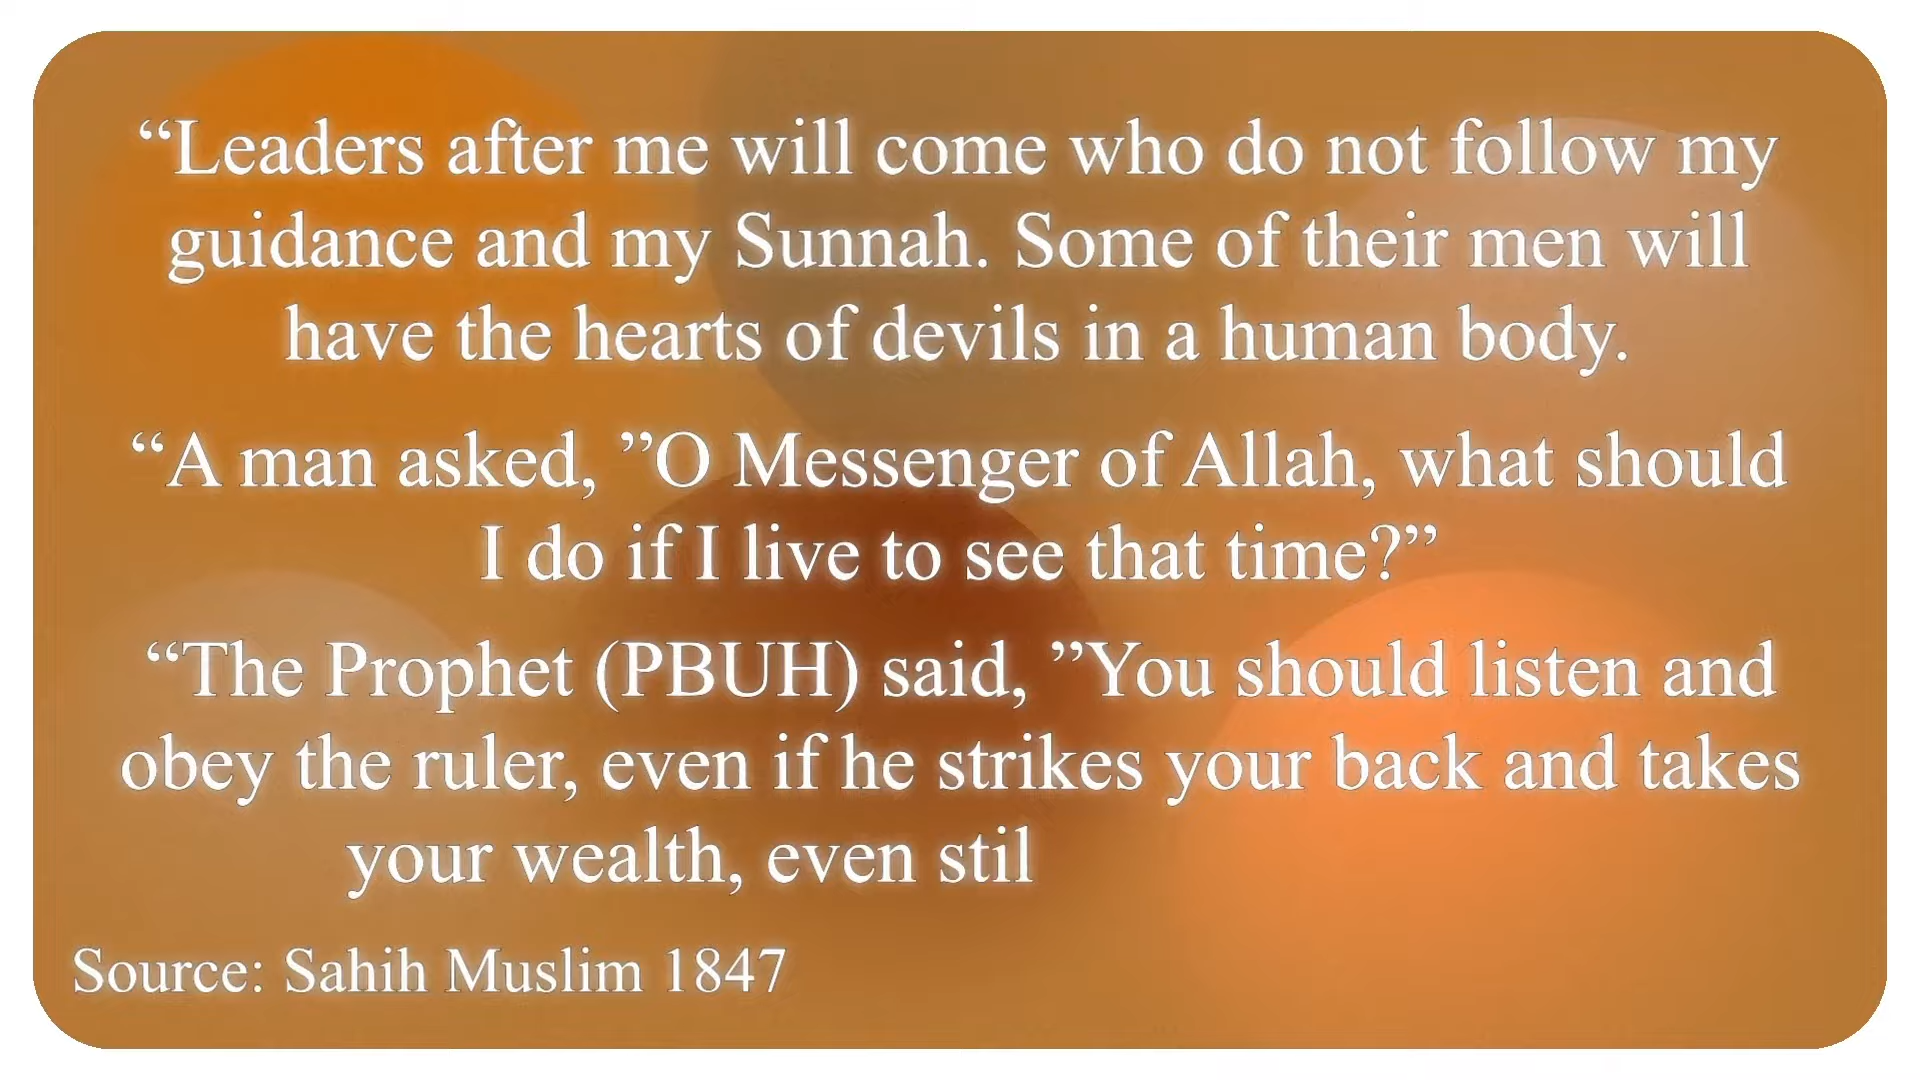 “Leaders after me will come who do not follow my
guidance and my Sunnah. Some of their men will
have the hearts of devils in a human body.
“A man asked, ”O Messenger of Allah, what should
I do if I live to see that time?”
“The Prophet (PBUH) said, ”You should listen and
obey the ruler, even if he strikes your back and takes
your wealth, even stil
Source: Sahih Muslim 1847